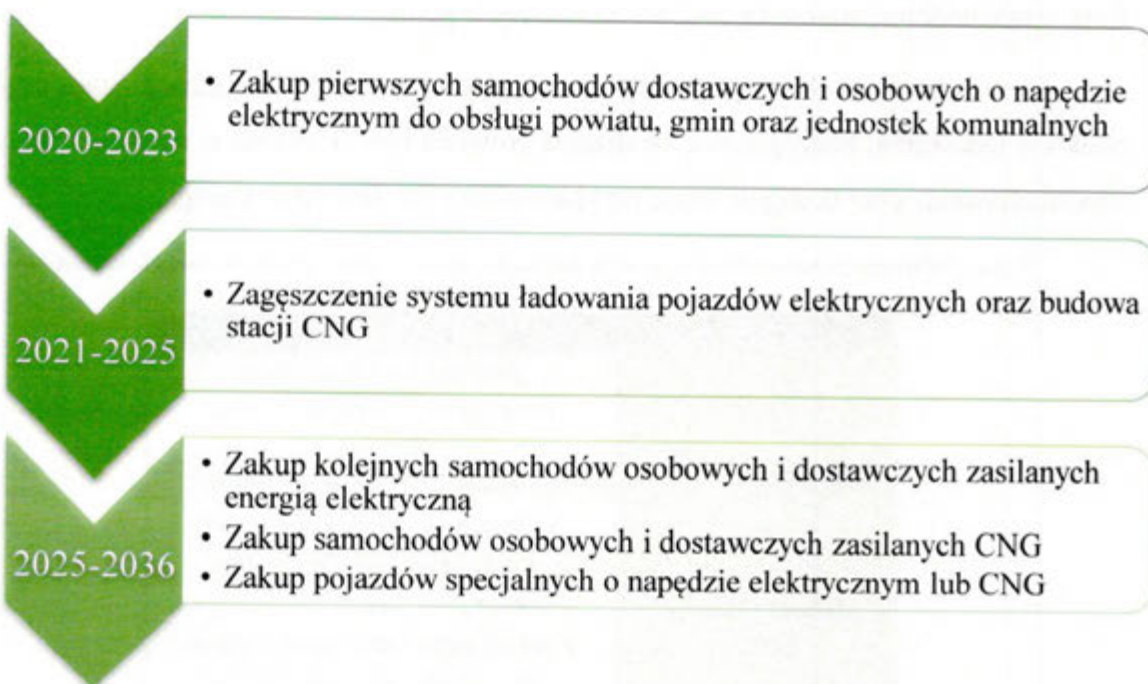 2020-2023
• Zakup pierwszych samochodów dostawczych i osobowych o napędzie
elektrycznym do obsługi powiatu, gmin oraz jednostek komunalnych
2021-2025
• Zagęszczenie systemu ładowania pojazdów elektrycznych oraz budowa
stacji CNG
2025-2036
• Zakup kolejnych samochodów osobowych i dostawczych zasilanych
energią elektryczną
• Zakup samochodów osobowych i dostawczych zasilanych CNG
• Zakup pojazdów specjalnych o napędzie elektrycznym lub CNG